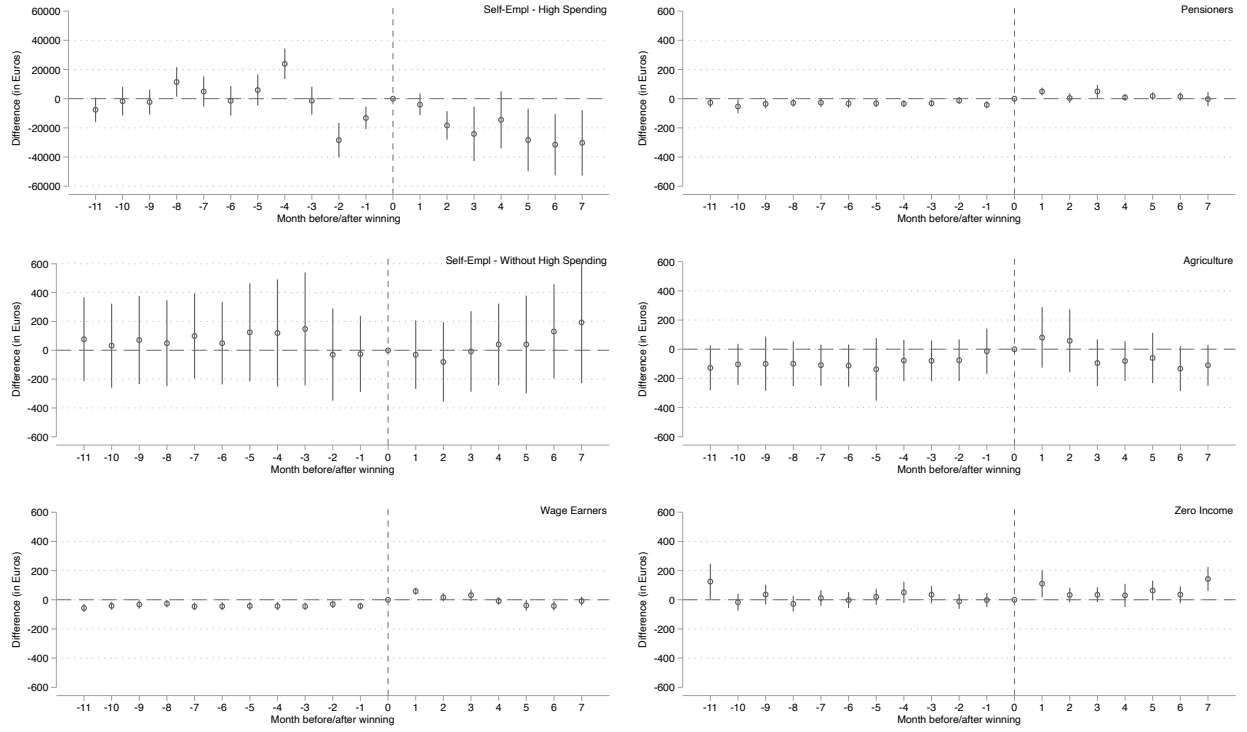 Self-Empl - High Spending
Difference (in Euros)
60000
40000
20000
0
-20000
-40000
-60000
-11 -10 -9 -8 -7 -6 -5 -4 -3 -2 -1 0 1 2 3 4 5 6 7
Month before/after winning
Pensioners
Difference (in Euros)
600
400
200
0
-200
-400
-600
-11 -10 -9 -8 -7 -6 -5 -4 -3 -2 -1 0 1 2 3 4 5 6 7
Month before/after winning
Self-Empl - Without High Spending
Difference (in Euros)
600
400
200
0
-200
-400
-600
-11 -10 -9 -8 -7 -6 -5 -4 -3 -2 -1 0 1 2 3 4 5 6 7
Month before/after winning
Agriculture
Difference (in Euros)
600
400
200
0
-200
-400
-600
-11 -10 -9 -8 -7 -6 -5 -4 -3 -2 -1 0 1 2 3 4 5 6 7
Month before/after winning
Wage Earners
Difference (in Euros)
600
400
200
0
-200
-400
-600
-11 -10 -9 -8 -7 -6 -5 -4 -3 -2 -1 0 1 2 3 4 5 6 7
Month before/after winning
Zero Income
Difference (in Euros)
600
400
200
0
-200
-400
-600
-11 -10 -9 -8 -7 -6 -5 -4 -3 -2 -1 0 1 2 3 4 5 6 7
Month before/after winning